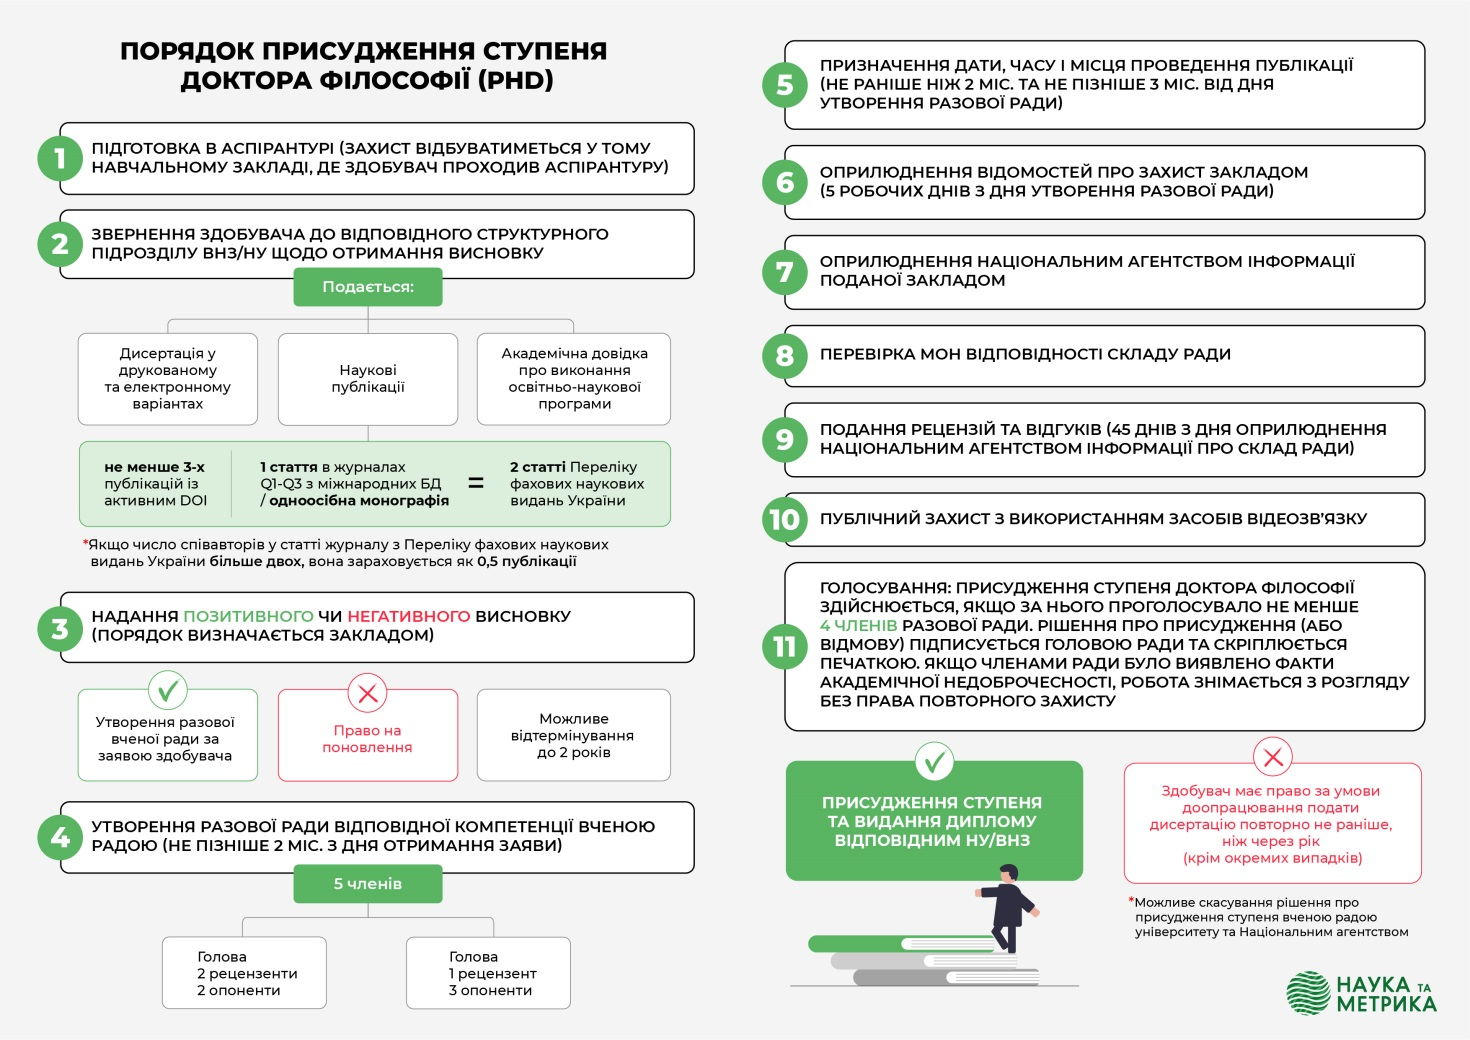 ПОРЯДОК ПРИСУДЖЕННЯ СТУПЕНЯ
ДОКТОРА ФІЛОСОФІЇ (PHD)
1
ПІДГОТОВКА В АСПІРАНТУРІ (ЗАХИСТ ВІДБУВАТИМЕТЬСЯ У ТОМУ
НАВЧАЛЬНОМУ ЗАКЛАДІ, ДЕ ЗДОБУВАЧ ПРОХОДИВ АСПІРАНТУРУ)
2
ЗВЕРНЕННЯ ЗДОБУВАЧА ДО ВІДПОВІДНОГО СТРУКТУРНОГО
ПІДРОЗДІЛУ ВНЗ/НУ ЩОДО ОТРИМАННЯ ВИСНОВКУ
Подається:
Дисертація у
друкованому
та електронному
варіантах
Наукові
публікації
Академічна довідка
про виконання
освітньо-наукової
програми
не менше 3-х
публікацій із
активним DOI
1 стаття в журналах
Q1-Q3 з міжнародних БД
/ одноосібна монографія
=
2 статті Переліку
фахових наукових
видань України
*Якщо число співавторів у статті журналу з Переліку фахових наукових
видань України більше двох, вона зараховується як 0,5 публікації
3
НАДАННЯ ПОЗИТИВНОГО ЧИ НЕГАТИВНОГО ВИСНОВКУ
(ПОРЯДОК ВИЗНАЧАЄТЬСЯ ЗАКЛАДОМ)
Утворення разової
вченої ради за
заявою здобувача
Право на
поновлення
Можливе
відтермінування
до 2 років
4
УТВОРЕННЯ РАЗОВОЇ РАДИ ВІДПОВІДНОЇ КОМПЕТЕНЦІЇ ВЧЕНОЮ
РАДОЮ (НЕ ПІЗНІШЕ 2 МІС. З ДНЯ ОТРИМАННЯ ЗАЯВИ)
5 членів
Голова
2 рецензенти
2 опоненти
Голова
1 рецензент
3 опоненти
5
ПРИЗНАЧЕННЯ ДАТИ, ЧАСУ І МІСЦЯ ПРОВЕДЕННЯ ПУБЛІКАЦІЇ
(НЕ РАНІШЕ НІЖ 2 МІС. ТА НЕ ПІЗНІШЕ 3 МІС. ВІД ДНЯ
УТВОРЕННЯ РАЗОВОЇ РАДИ)
6
ОПРИЛЮДНЕННЯ ВІДОМОСТЕЙ ПРО ЗАХИСТ ЗАКЛАДОМ
(5 РОБОЧИХ ДНІВ З ДНЯ УТВОРЕННЯ РАЗОВОЇ РАДИ)
7
ОПРИЛЮДНЕННЯ НАЦІОНАЛЬНИМ АГЕНТСТВОМ ІНФОРМАЦІЇ
ПОДАНОЇ ЗАКЛАДОМ
8
ПЕРЕВІРКА МОН ВІДПОВІДНОСТІ СКЛАДУ РАДИ
9
ПОДАННЯ РЕЦЕНЗІЙ ТА ВІДГУКІВ (45 ДНІВ З ДНЯ ОПРИЛЮДНЕННЯ
НАЦІОНАЛЬНИМ АГЕНТСТВОМ ІНФОРМАЦІЇ ПРО СКЛАД РАДИ)
10
ПУБЛІЧНИЙ ЗАХИСТ З ВИКОРИСТАННЯМ ЗАСОБІВ ВІДЕОЗВ’ЯЗКУ
11
ГОЛОСУВАННЯ: ПРИСУДЖЕННЯ СТУПЕНЯ ДОКТОРА ФІЛОСОФІЇ
ЗДІЙСНЮЄТЬСЯ, ЯКЩО ЗА НЬОГО ПРОГОЛОСУВАЛО НЕ МЕНШЕ
4 ЧЛЕНІВ РАЗОВОЇ РАДИ. РІШЕННЯ ПРО ПРИСУДЖЕННЯ (АБО
ВІДМОВУ) ПІДПИСУЄТЬСЯ ГОЛОВОЮ РАДИ ТА СКРІПЛЮЄТЬСЯ
ПЕЧАТКОЮ. ЯКЩО ЧЛЕНАМИ РАДИ БУЛО ВИЯВЛЕНО ФАКТИ
АКАДЕМІЧНОЇ НЕДОБРОЧЕСНОСТІ, РОБОТА ЗНІМАЄТЬСЯ З РОЗГЛЯДУ
БЕЗ ПРАВА ПОВТОРНОГО ЗАХИСТУ
ПРИСУДЖЕННЯ СТУПЕНЯ
ТА ВИДАННЯ ДИПЛОМУ
ВІДПОВІДНИМ НУ/ВНЗ
Здобувач має право за умови
доопрацювання подати
дисертацію повторно не раніше,
ніж через рік
(крім окремих випадків)
*Можливе скасування рішення про
присудження ступеня вченою радою
університету та Національним агентством
НАУКА ТА
МЕТРИКА